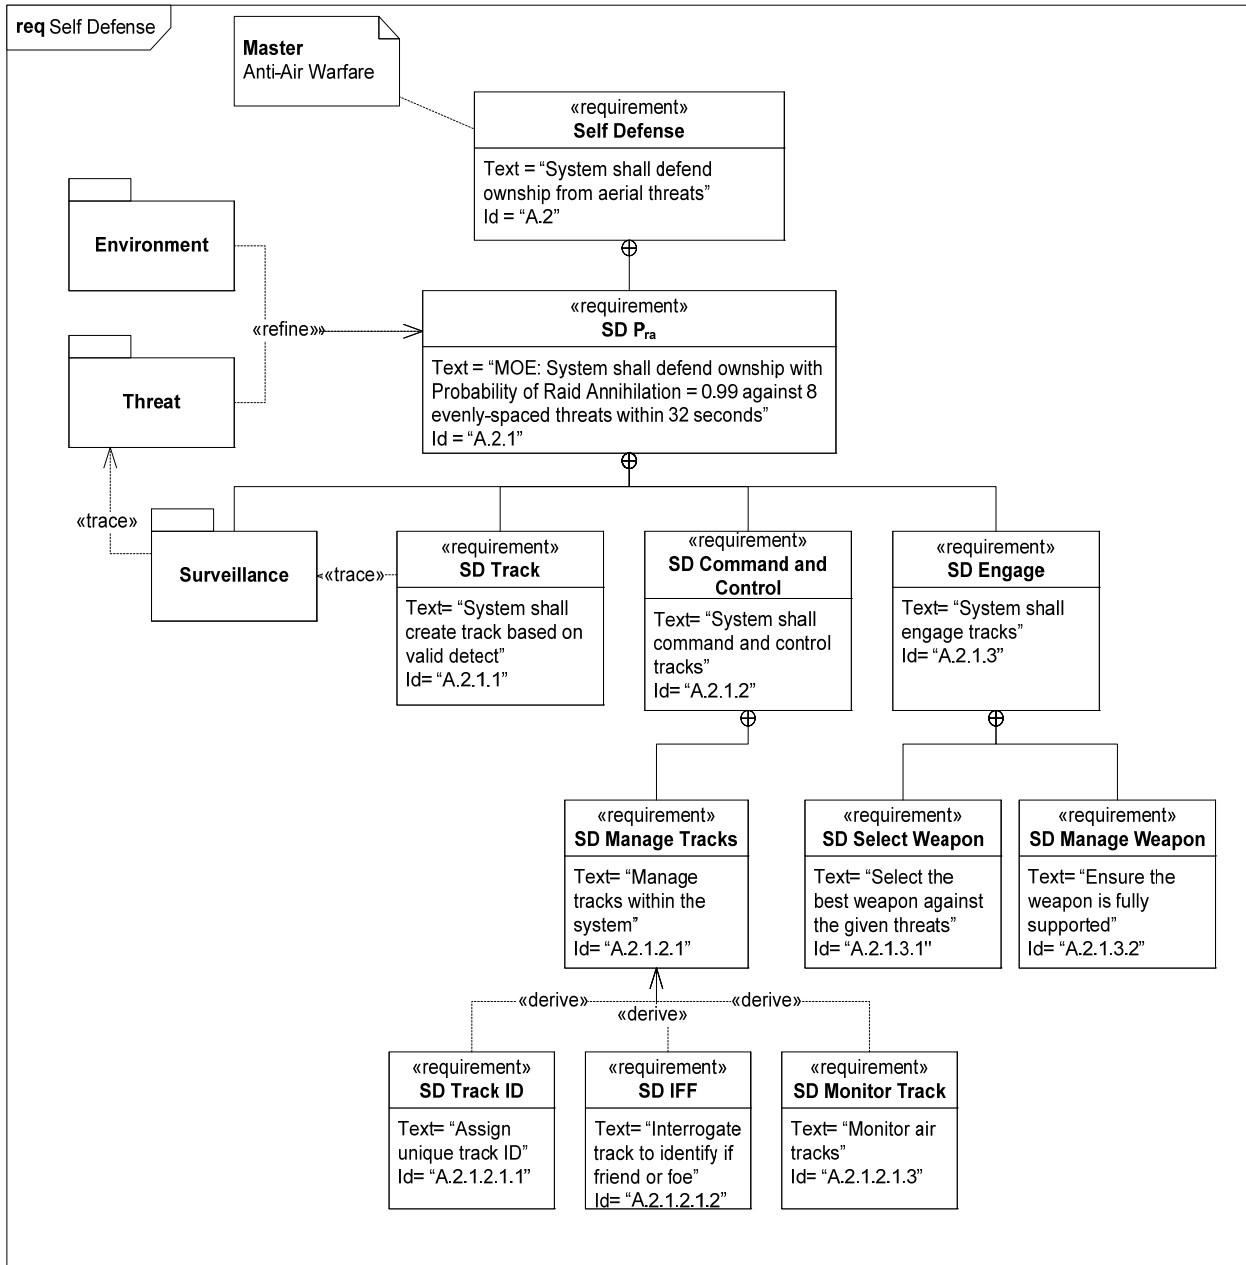 req Self Defense
Master
Anti-Air Warfare
«requirement»
Self Defense
Text = “System shall defend
ownship from aerial threats”
Id = “A.2”
Environment
«refine»»
Threat
«requirement»
SD Pra
Text = “MOE: System shall defend ownship with
Probability of Raid Annihilation = 0.99 against 8
evenly-spaced threats within 32 seconds”
Id = “A.2.1”
«trace»
Surveillance
«trace»
«requirement»
SD Track
Text= “System shall
create track based on
valid detect”
Id= “A.2.1.1”
«requirement»
SD Command and
Control
Text= “System shall
command and control
tracks”
Id= “A.2.1.2”
«requirement»
SD Engage
Text= “System shall
engage tracks”
Id= “A.2.1.3”
«requirement»
SD Manage Tracks
Text= “Manage
tracks within the
system”
Id= “A.2.1.2.1”
«requirement»
SD Select Weapon
Text= “Select the
best weapon against
the given threats”
Id= “A.2.1.3.1"
«requirement»
SD Manage Weapon
Text= “Ensure the
weapon is fully
supported”
Id= “A.2.1.3.2”
«derive»
«derive»
«derive»
«requirement»
SD Track ID
Text= “Assign
unique track ID”
Id= “A.2.1.2.1.1”
«requirement»
SD IFF
Text= “Interrogate
track to identify if
friend or foe”
Id= “A.2.1.2.1.2”
«requirement»
SD Monitor Track
Text= “Monitor air
tracks”
Id= “A.2.1.2.1.3”